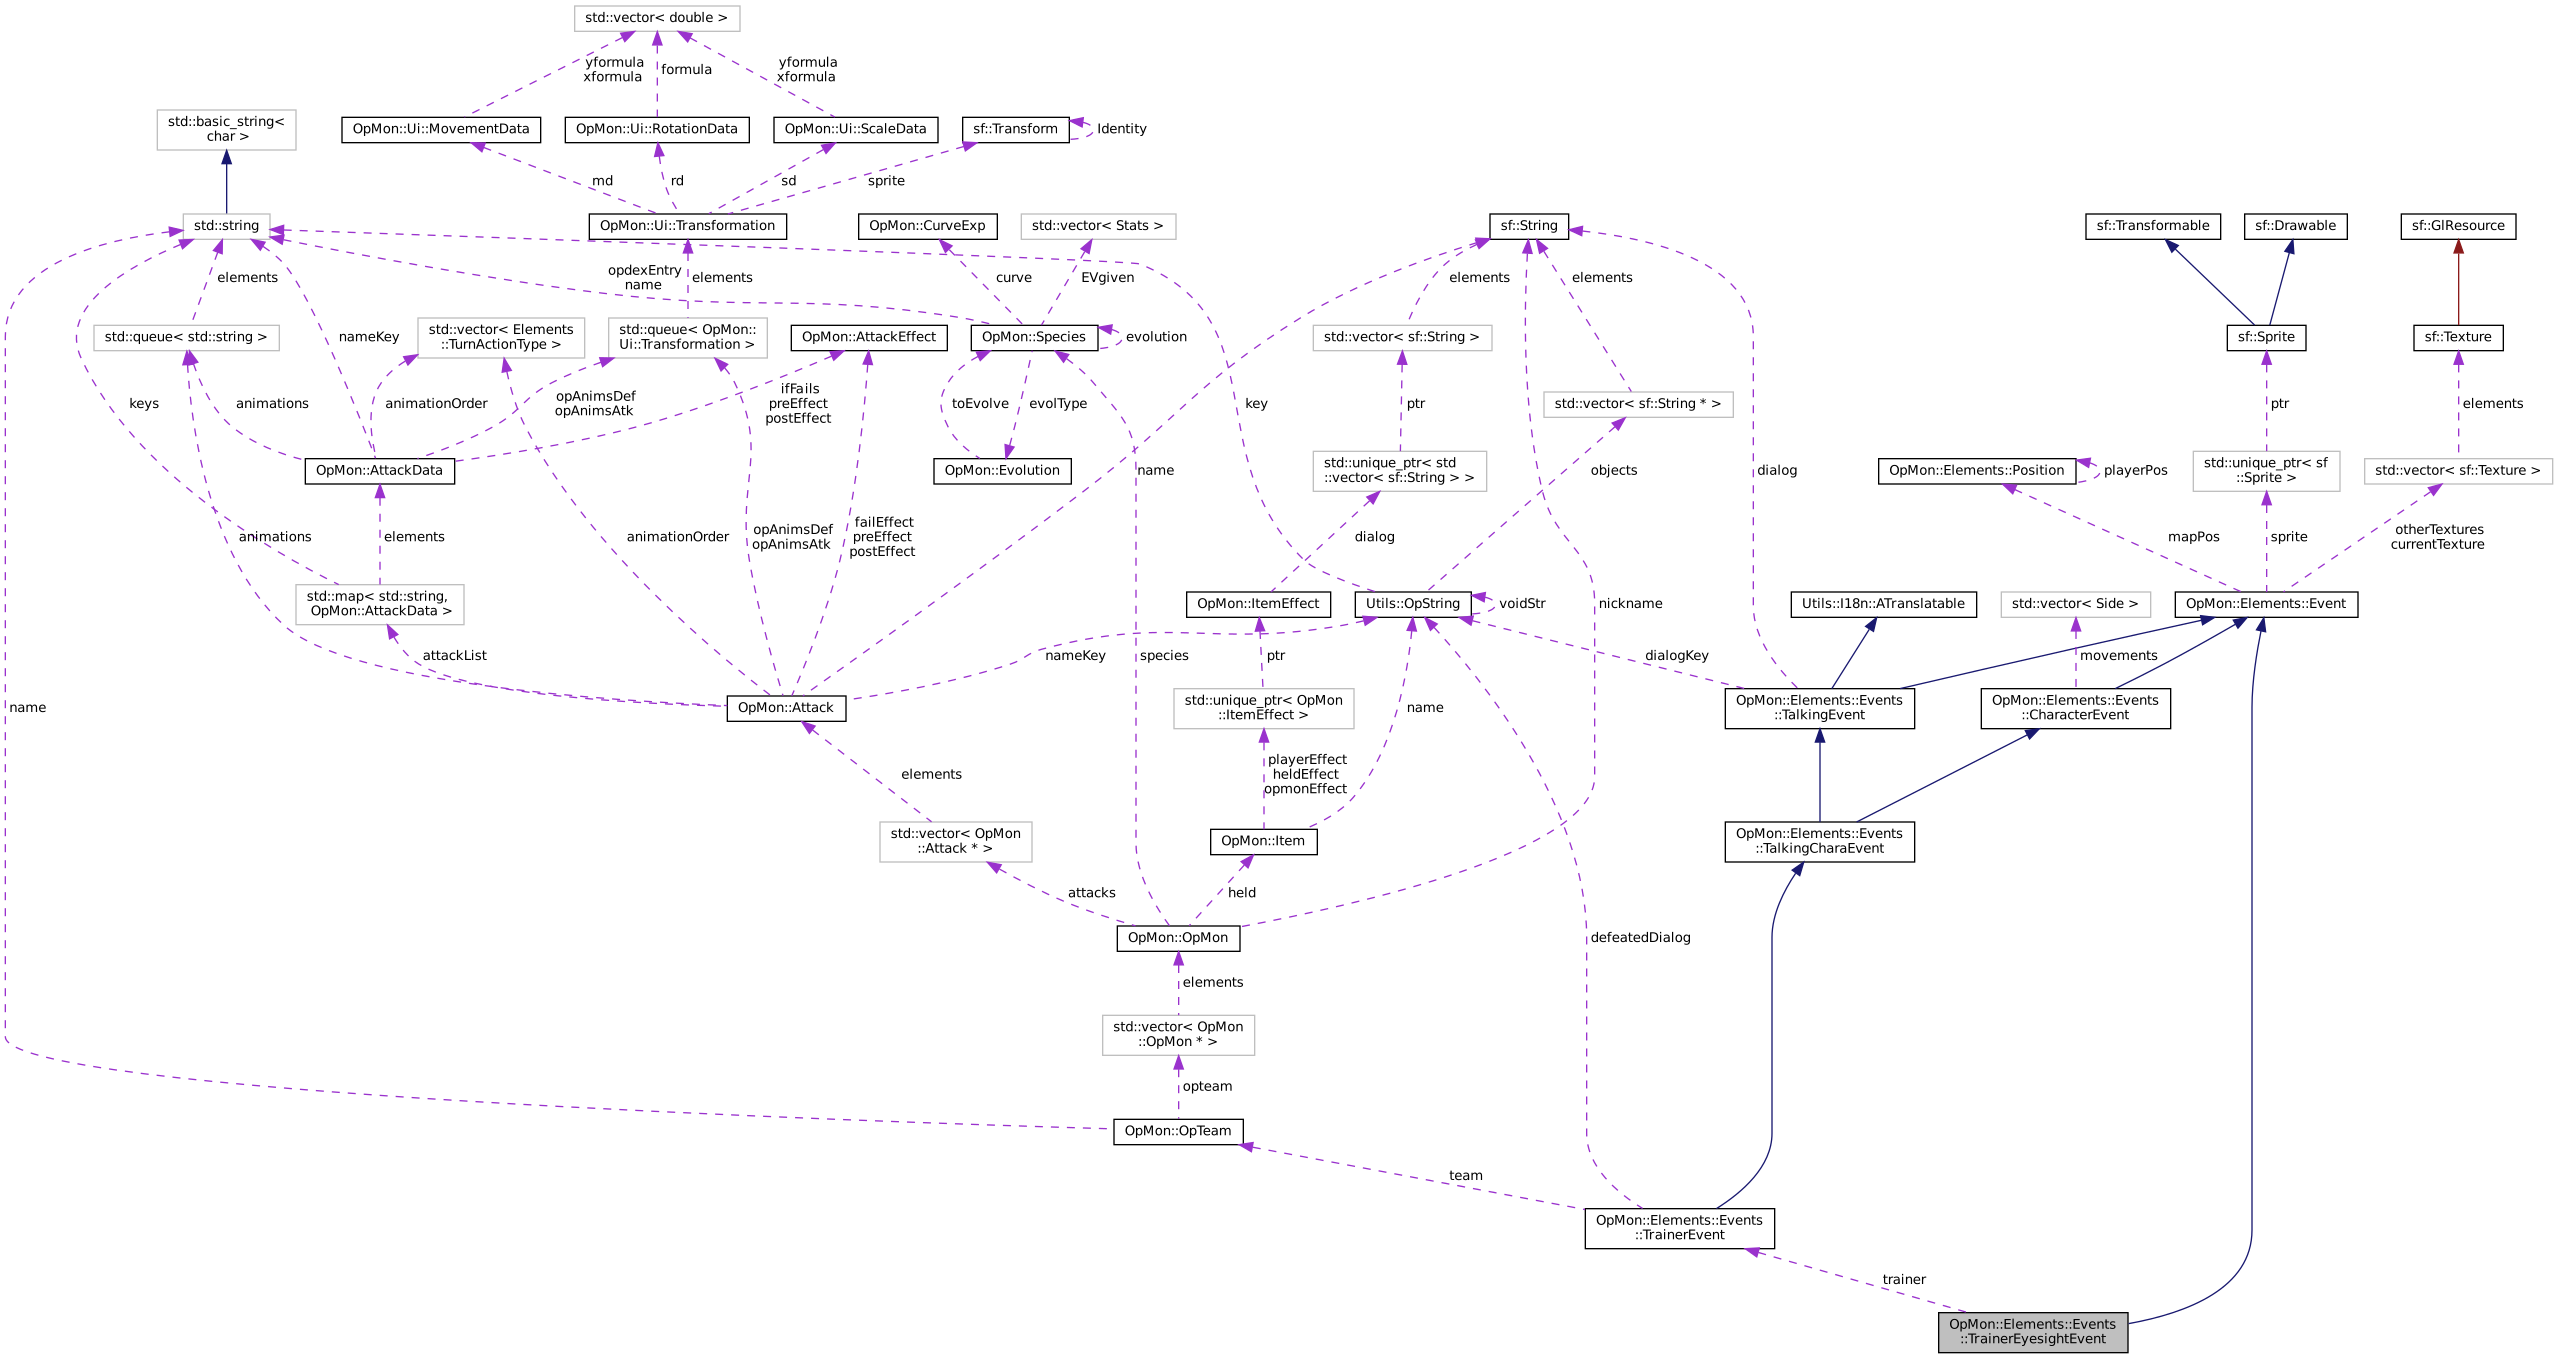 std::vector< double >
yformula
xformula
formula
yformula
xformula
std::basic_string<
char >
OpMon::Ui::MovementData
OpMon::Ui::RotationData
OpMon::Ui::ScaleData
sf::Transform
Identity
md
rd
sd
sprite
std::string
OpMon::Ui::Transformation
OpMon::CurveExp
std::vector< Stats >
sf::String
sf::Transformable
sf::Drawable
sf::GlResource
elements
opdexEntry
name
elements
curve
EVgiven
elements
elements
std::queue< std::string >
nameKey
std::vector< Elements
::TurnActionType >
std::queue< OpMon::
Ui::Transformation >
OpMon::AttackEffect
OpMon::Species
evolution
std::vector< sf::String >
sf::Sprite
sf::Texture
keys
animations
animationOrder
opAnimsDef
opAnimsAtk
ifFails
preEffect
postEffect
toEvolve
evolType
key
ptr
std::vector< sf::String * >
ptr
elements
OpMon::AttackData
OpMon::Evolution
name
std::unique_ptr< std
::vector< sf::String > >
objects
dialog
OpMon::Elements::Position
playerPos
std::unique_ptr< sf
::Sprite >
std::vector< sf::Texture >
animations
elements
animationOrder
opAnimsDef
opAnimsAtk
failEffect
preEffect
postEffect
dialog
mapPos
sprite
otherTextures
currentTexture
std::map< std::string,
OpMon::AttackData >
OpMon::ItemEffect
Utils::OpString
voidStr
nickname
Utils::I18n::ATranslatable
std::vector< Side >
OpMon::Elements::Event
attackList
nameKey
species
ptr
dialogKey
movements
name
OpMon::Attack
std::unique_ptr< OpMon
::ItemEffect >
name
OpMon::Elements::Events
::TalkingEvent
OpMon::Elements::Events
::CharacterEvent
elements
playerEffect
heldEffect
opmonEffect
std::vector< OpMon
::Attack * >
OpMon::Item
OpMon::Elements::Events
::TalkingCharaEvent
attacks
held
OpMon::OpMon
defeatedDialog
elements
std::vector< OpMon
::OpMon * >
opteam
OpMon::OpTeam
team
OpMon::Elements::Events
::TrainerEvent
trainer
OpMon::Elements::Events
::TrainerEyesightEvent